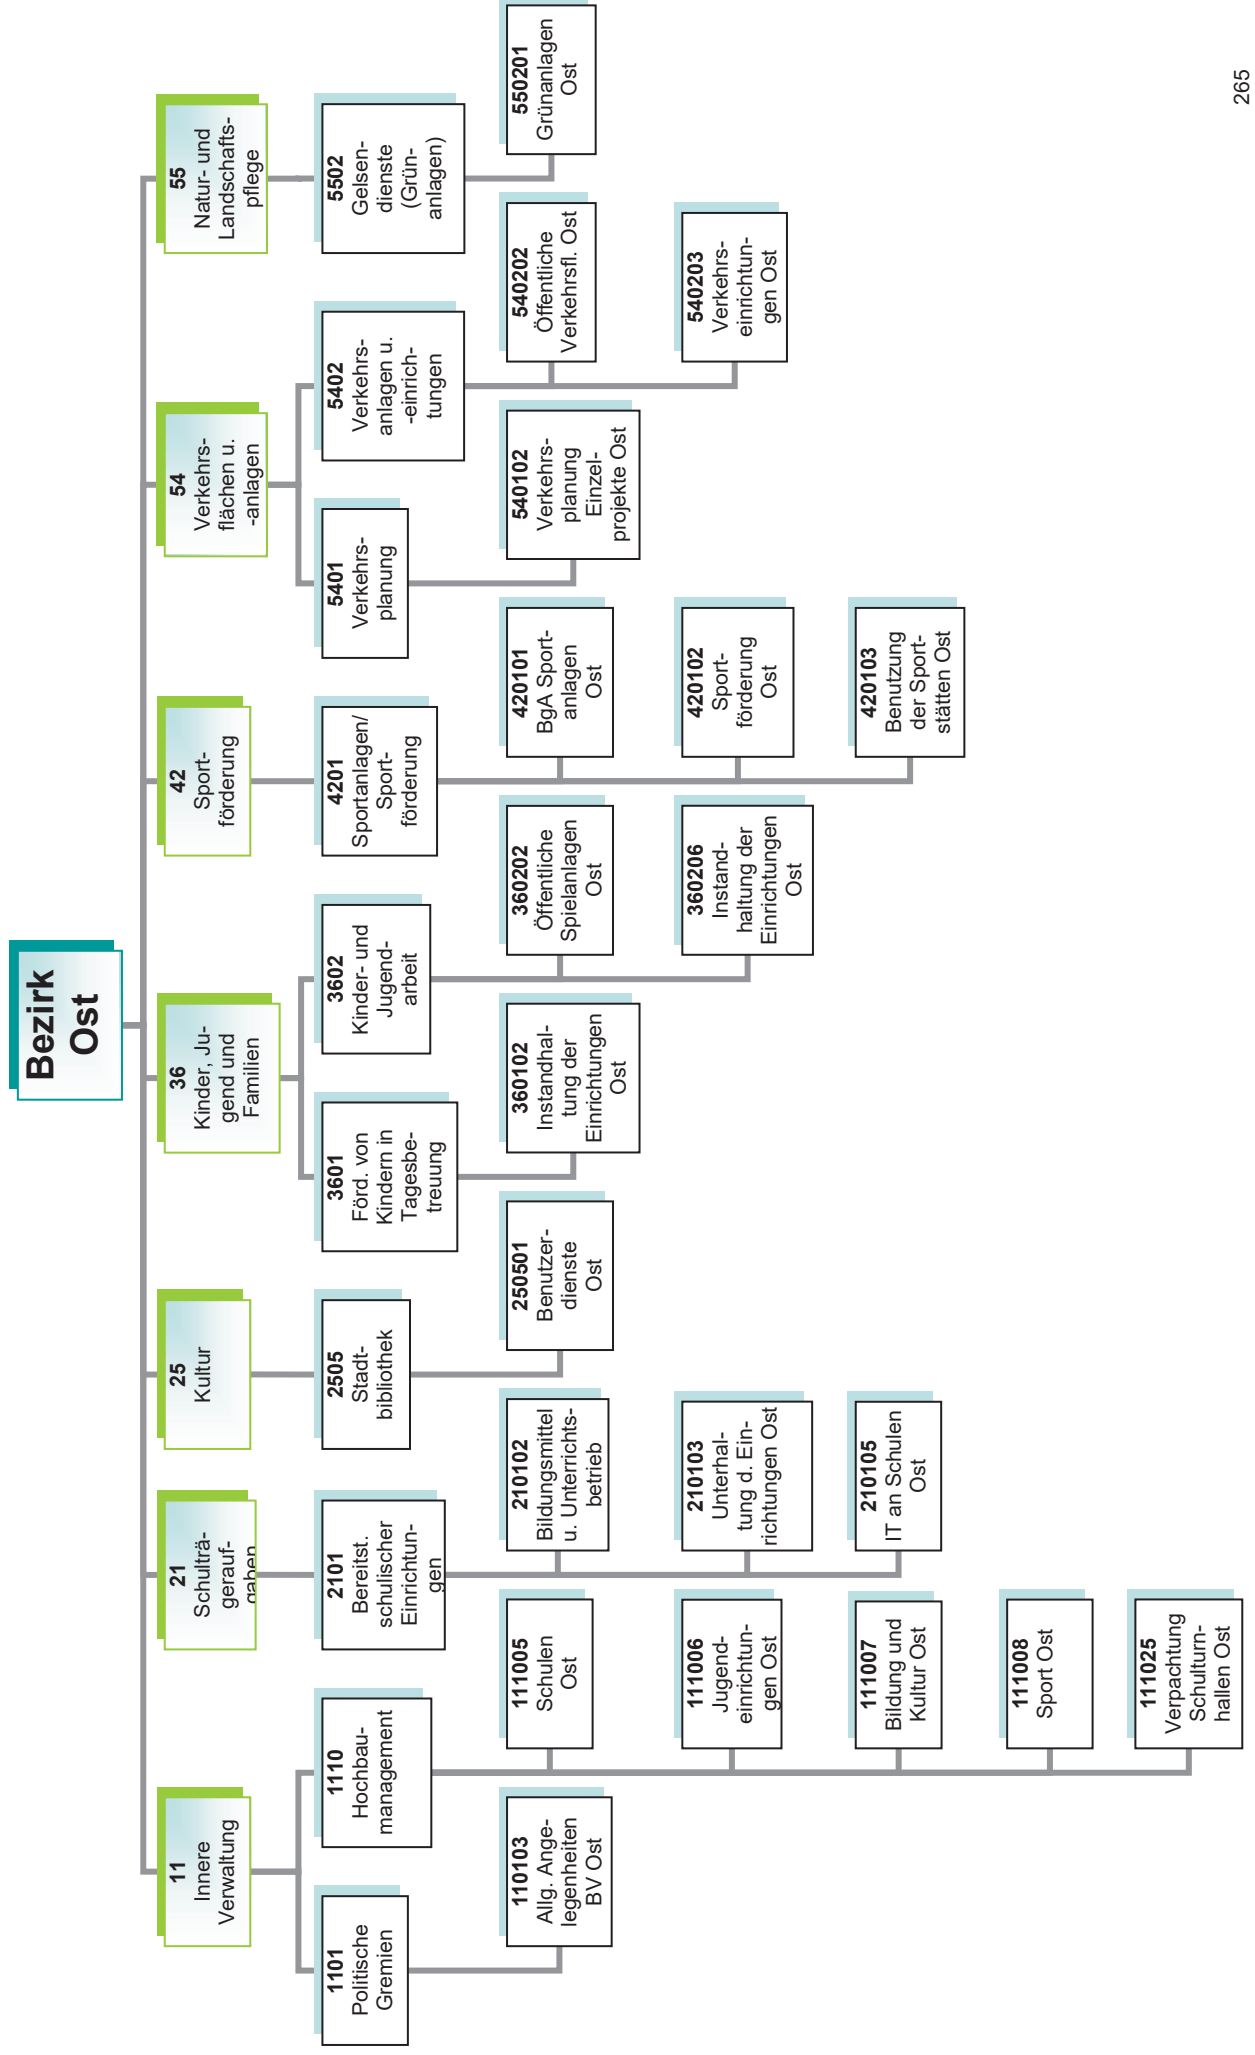 Bezirk
Ost
11
Innere
Verwaltung
1101
Politische
Gremien
110103
Allg. Ange-
legenheiten
BV Ost
1110
Hochbau-
management
111005
Schulen
Ost
111006
Jugend-
einrichtun-
gen Ost
111007
Bildung und
Kultur Ost
111008
Sport Ost
111025
Verpachtung
Schulturn-
hallen Ost
21
Schulträ-
gerauf-
gaben
2101
Bereitst.
schulischer
Einrichtun-
gen
210102
Bildungsmittel
u. Unterrichts-
betrieb
210103
Unterhal-
tung d. Ein-
richtungen Ost
210105
IT an Schulen
Ost
25
Kultur
2505
Stadt-
bibliothek
250501
Benutzer-
dienste
Ost
36
Kinder, Ju-
gend und
Familien
3601
Förd. von
Kindern in
Tagesbe-
treuung
360102
Instandhal-
tung der
Einrichtungen
Ost
3602
Kinder- und
Jugend-
arbeit
360202
Öffentliche
Spielanlagen
Ost
360206
Instand-
haltung der
Einrichtungen
Ost
42
Sport-
förderung
4201
Sportanlagen/
Sport-
förderung
420101
BgA Sport-
anlagen
Ost
420102
Sport-
förderung
Ost
420103
Benutzung
der Sport-
stätten Ost
54
Verkehrs-
flächen u.
-anlagen
5401
Verkehrs-
planung
540102
Verkehrs-
planung
Einzel-
projekte Ost
5402
Verkehrs-
anlagen u.
-einrich-
tungen
540202
Öffentliche
Verkehrsfl. Ost
540203
Verkehrs-
einrichtun-
gen Ost
55
Natur- und
Landschafts-
pflege
5502
Gelsen-
dienste
(Grün-
anlagen)
550201
Grünanlagen
Ost
265